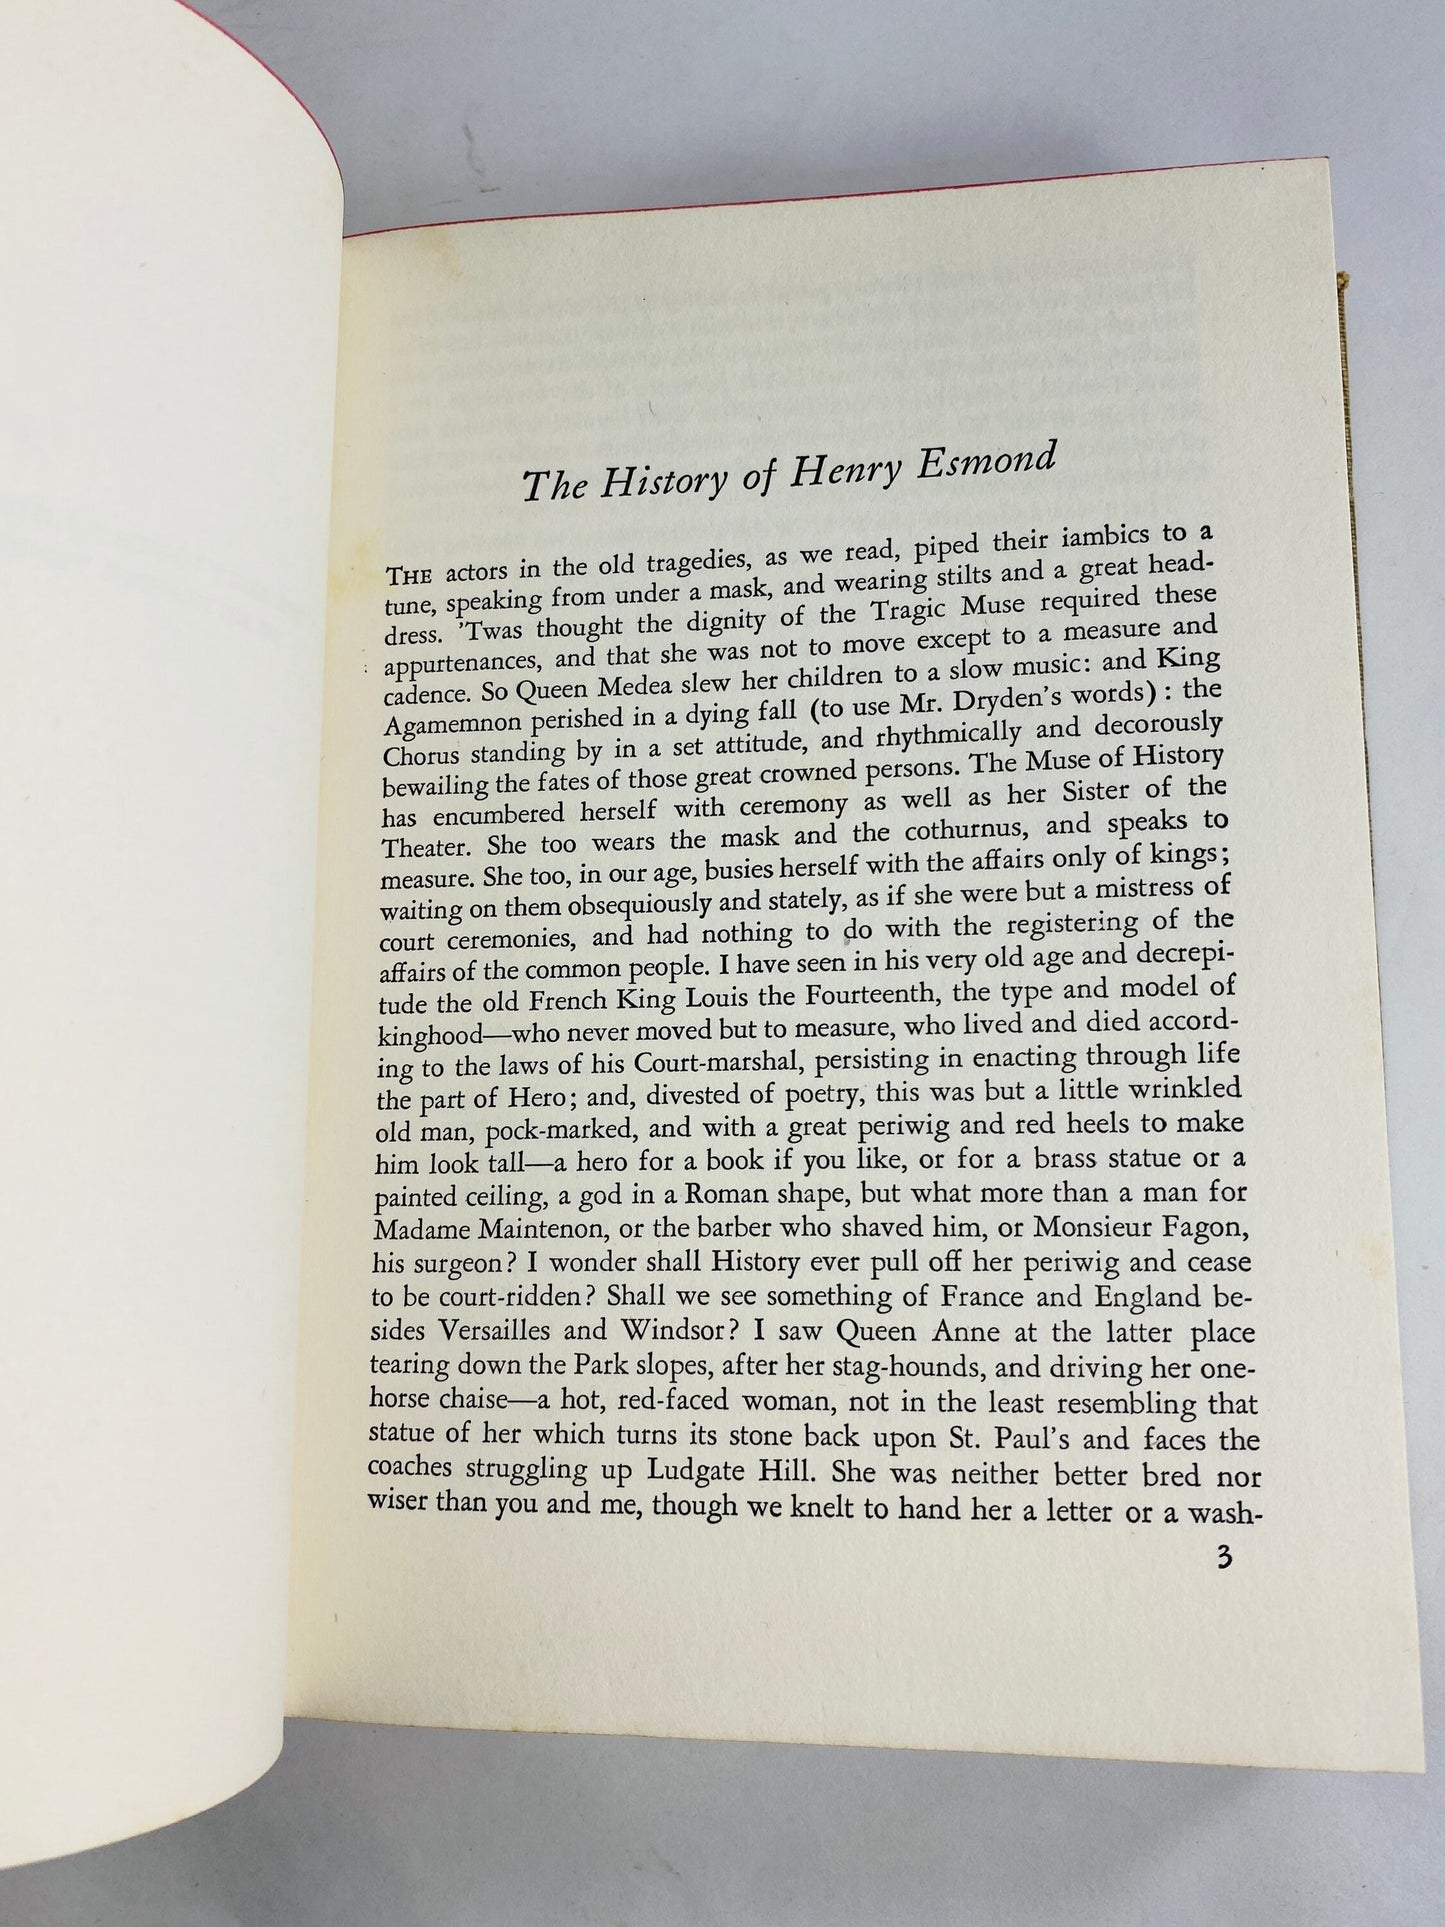 The History of Henry Esmond
THE actors in the old tragedies, as we read, piped their iambics to a
tune, speaking from under a mask, and wearing stilts and a great head-
dress. 'Twas thought the dignity of the Tragic Muse required these
appurtenances, and that she was not to move except to a measure and
cadence. So Queen Medea slew her children to a slow music: and King
Agamemnon perished in a dying fall (to use Mr. Dryden's words): the
Chorus standing by in a set attitude, and rhythmically and decorously
bewailing the fates of those great crowned persons. The Muse of History
has encumbered herself with ceremony as well as her Sister of the
Theater. She too wears the mask and the cothurnus, and speaks to
measure. She too, in our age, busies herself with the affairs only of kings;
waiting on them obsequiously and stately, as if she were but a mistress of
court ceremonies, and had nothing to do with the registering of the
affairs of the common people. I have seen in his very old age and decrepi-
tude the old French King Louis the Fourteenth, the type and model of
kinghood—who never moved but to measure, who lived and died accord-
ing to the laws of his Court-marshal, persisting in enacting through life
the part of Hero; and, divested of poetry, this was but a little wrinkled
old man, pock-marked, and with a great periwig and red heels to make
him look tall—a hero for a book if you like, or for a brass statue or a
painted ceiling, a god in a Roman shape, but what more than a man for
Madame Maintenon, or the barber who shaved him, or Monsieur Fagon,
his surgeon? I wonder shall History ever pull off her periwig and cease
to be court-ridden? Shall we see something of France and England be-
sides Versailles and Windsor? I saw Queen Anne at the latter place
tearing down the Park slopes, after her stag-hounds, and driving her one-
horse chaise—a hot, red-faced woman, not in the least resembling that
statue of her which turns its stone back upon St. Paul's and faces the
coaches struggling up Ludgate Hill. She was neither better bred nor
wiser than you and me, though we knelt to hand her a letter or a wash-
3